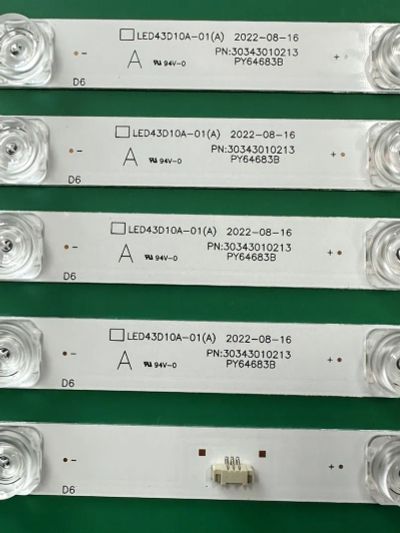 LED43D10A-01(A) 2022-08-16
- A 94V-0 PN:30343010213 +
PY64683B
D6
LED43D10A-01(A) 2022-08-16
- A 94V-0 PN:30343010213 +
PY64683B
D6
LED43D10A-01(A) 2022-08-16
- A 94V-0 PN:30343010213 +
PY64683B
D6
LED43D10A-01(A) 2022-08-16
- A 94V-0 PN:30343010213 +
PY64683B
D6
- +
D6